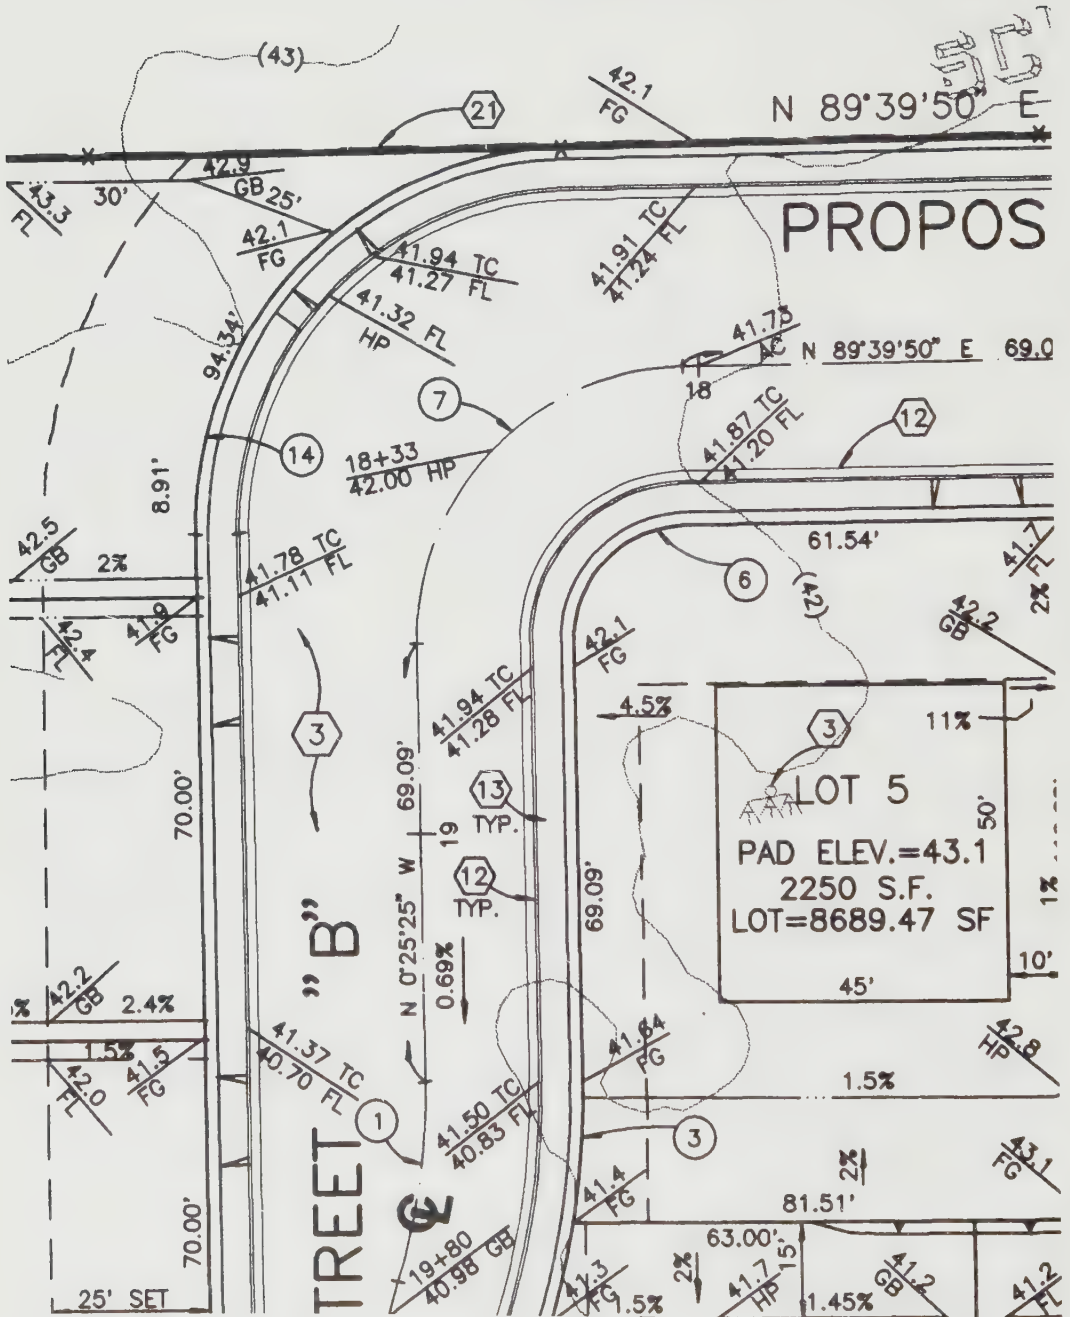 (43)
21
42.1
FG
N 89°39'50" E
42.9
GB
30'
43.3
FL
25'
42.1
FG
41.94 TC
41.27 FL
41.91 TC
41.24 FL
PROPOS
41.32 FL
HP
94.34'
41.73
AC
N 89°39'50" E 69.0
18
7
14
18+33
42.00 HP
41.87 TC
41.20 FL
12
8.91'
42.5
GB
2%
41.78 TC
41.11 FL
61.54'
41.7
FL
6
2%
(42)
42.2
GB
41.9
FG
42.4
FL
42.1
FG
41.94 TC
41.28 FL
4.5%
11%
3
3
70.00'
N 0°25'25" W 69.09'
19
13
TYP.
LOT 5
50'
PAD ELEV.=43.1
2250 S.F.
LOT=8689.47 SF
12
TYP.
69.09'
1%
"B"
0.69%
45'
10'
%
42.2
GB
2.4%
1.5%
42.0
FL
41.5
FG
41.37 TC
40.70 FL
41.64
FG
42.8
HP
1.5%
1
41.50 TC
40.83 FL
3
TREET
41.4
FG
2%
43.1
FG
81.51'
63.00'
15'
70.00'
19+80
40.98 GB
2%
41.3
FG
1.5%
41.7
HP
41.2
GB
41.2
FL
1.45%
25' SET